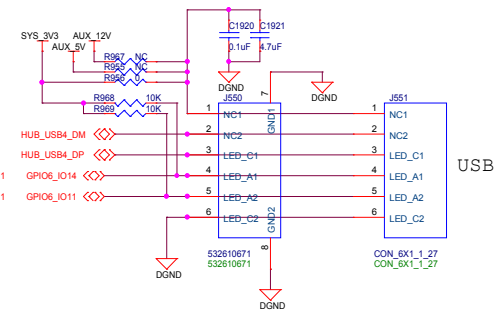 C1920 C1921
0.1uF 4.7uF
SYS_3V3 AUX_12V
AUX_5V
R967 NC
R955 NC
R956 0
R968 10K
R969 10K
DGND
DGND
J550 J551
7
GND1
1 NC1 1 NC1
HUB_USB4_DM 2 NC2 2 NC2
HUB_USB4_DP 3 LED_C1 3 LED_C1
1 GPIO6_IO14 4 LED_A1 4 LED_A1
1 GPIO6_IO11 5 LED_A2 5 LED_A2
6 LED_C2 6 LED_C2
USB
GND2
8
532610671 CON_6X1_1_27
532610671 CON_6X1_1_27
DGND
DGND